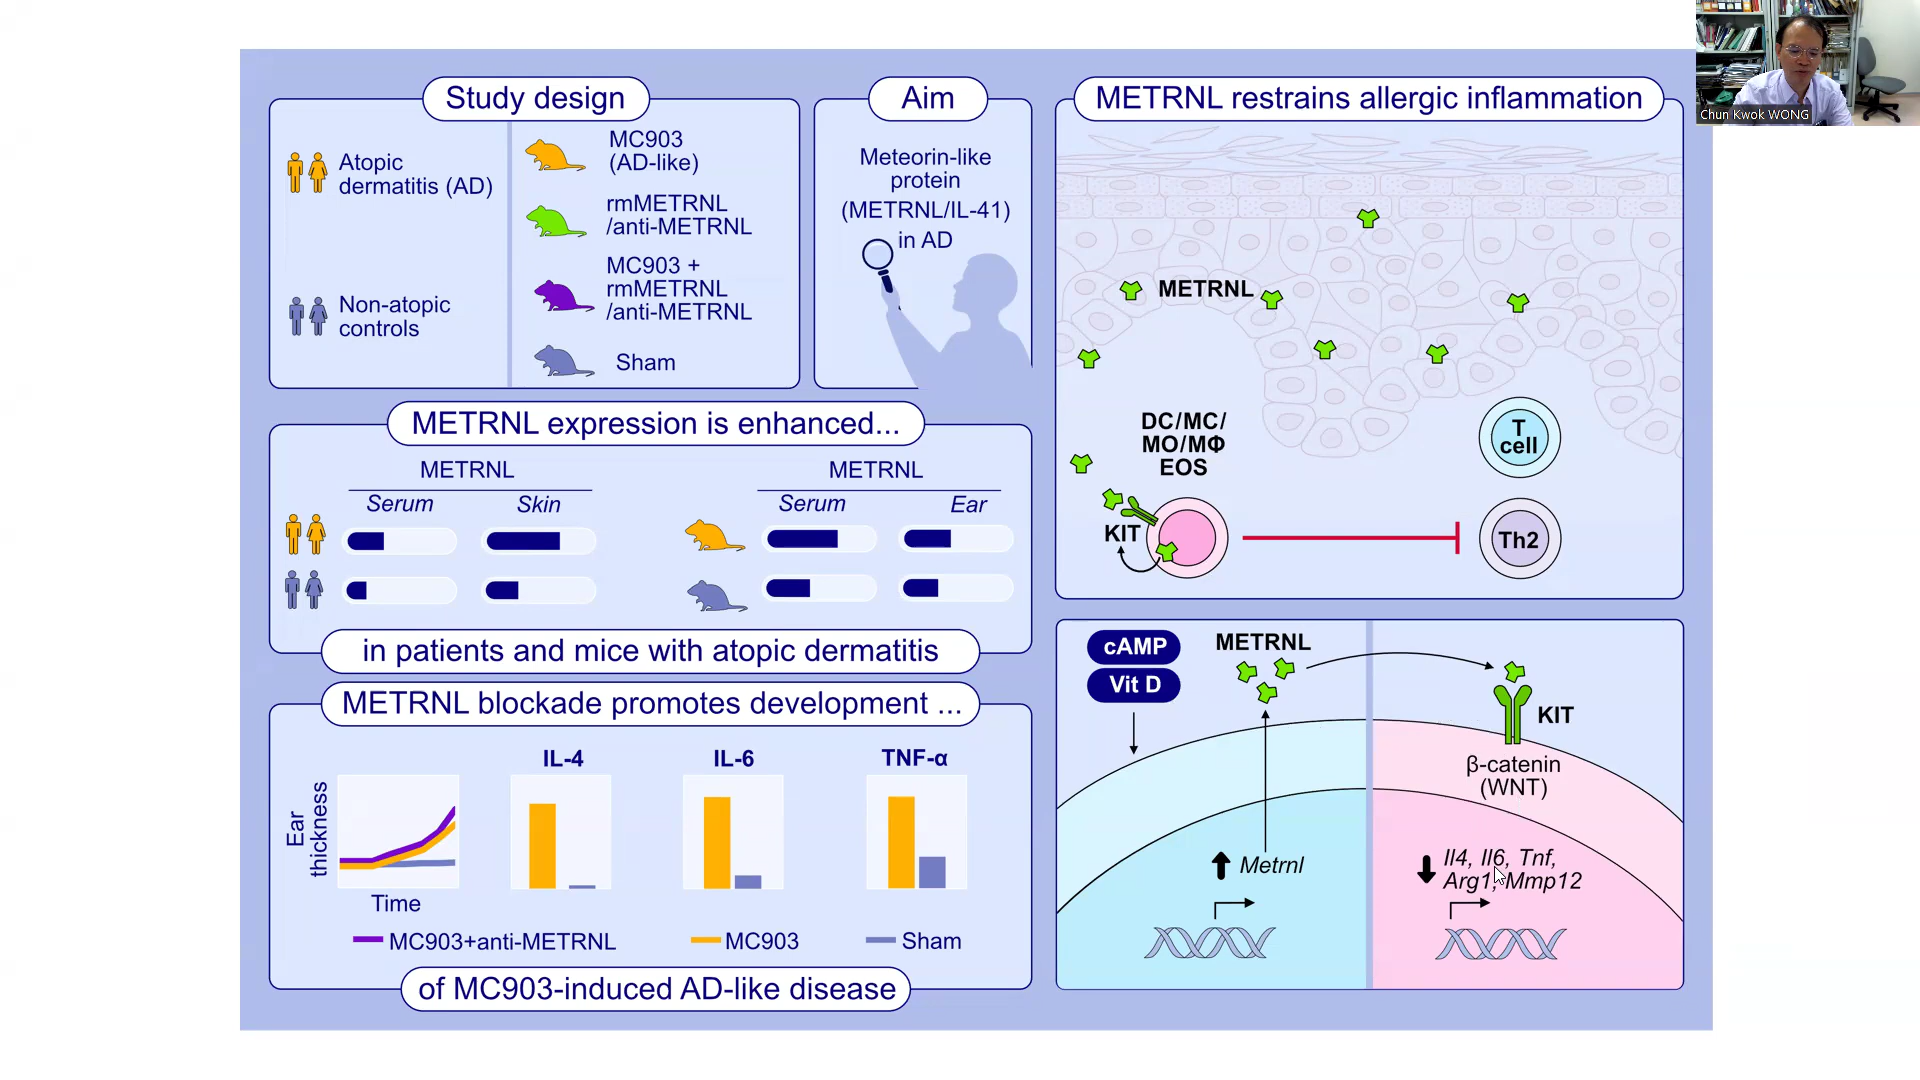 Study design
Atopic
dermatitis (AD)
Non-atopic
controls
MC903
(AD-like)
rmMETRNL
/anti-METRNL
MC903 +
rmMETRNL
/anti-METRNL
Sham
Aim
Meteorin-like
protein
(METRNL/IL-41)
in AD
METRNL expression is enhanced...
METRNL
Serum Skin
METRNL
Serum Ear
in patients and mice with atopic dermatitis
METRNL blockade promotes development ...
Ear
thickness
Time
IL-4
IL-6
TNF-α
MC903+anti-METRNL
MC903
Sham
of MC903-induced AD-like disease
METRNL restrains allergic inflammation
METRNL
DC/MC/
MO/MΦ
EOS
KIT
T
cell
Th2
cAMP
Vit D
METRNL
Metrnl
KIT
β-catenin
(WNT)
Il4, Il6, Tnf,
Arg1, Mmp12
Chun Kwok WONG